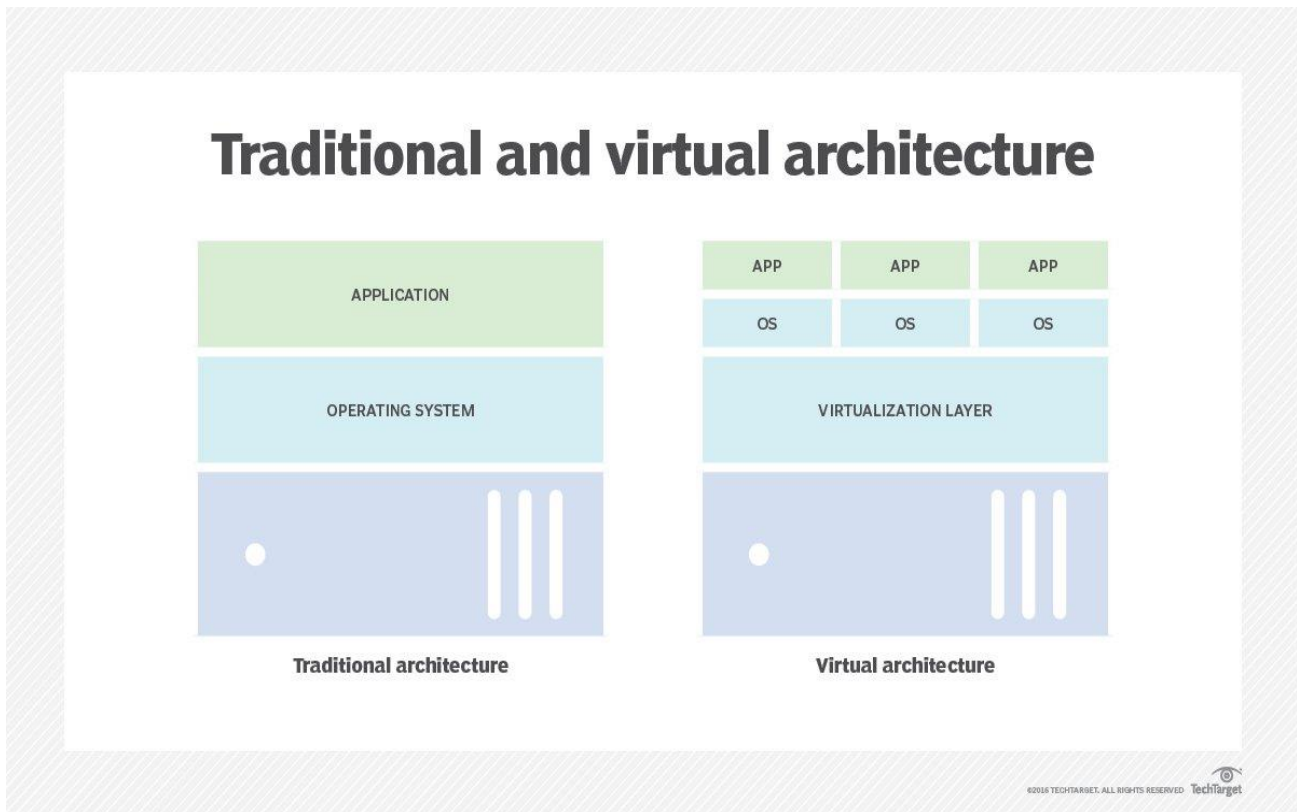 Traditional and virtual architecture
APPLICATION
OPERATING SYSTEM
Traditional architecture
APP APP APP
OS OS OS
VIRTUALIZATION LAYER
Virtual architecture
©2016 TECHTARGET. ALL RIGHTS RESERVED TechTarget